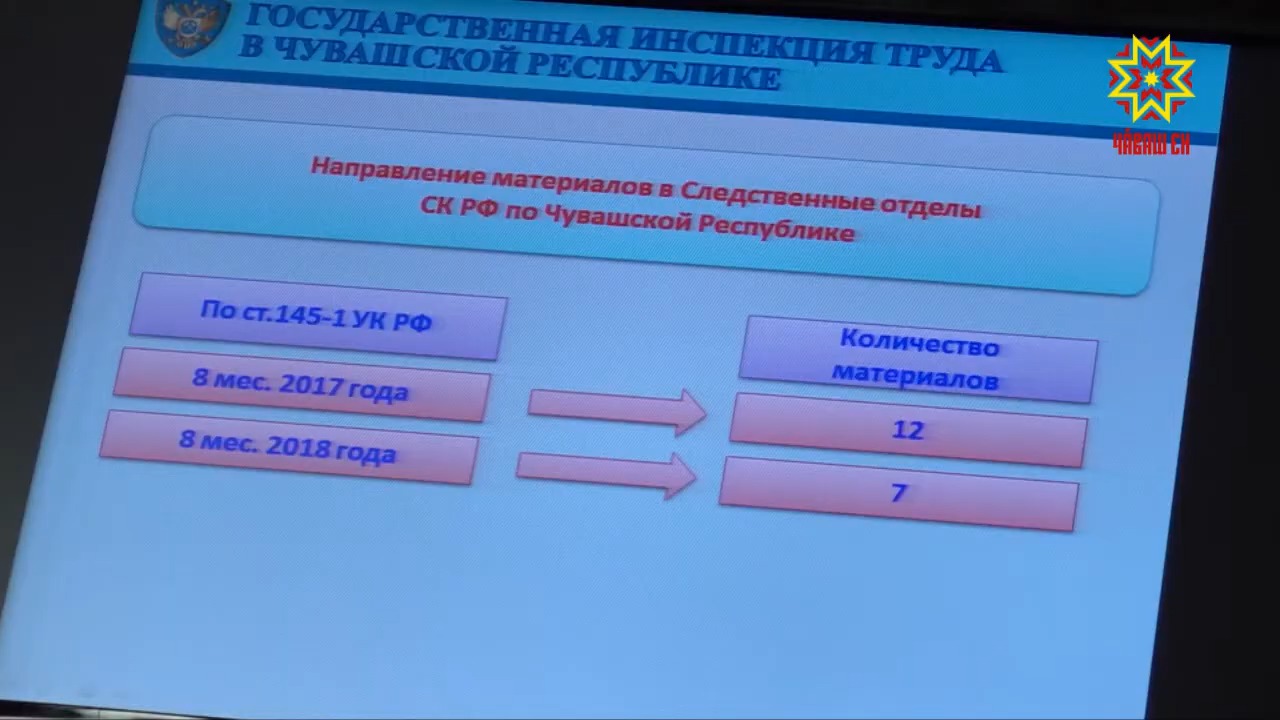 ГОСУДАРСТВЕННАЯ ИНСПЕКЦИЯ ТРУДА
В ЧУВАШСКОЙ РЕСПУБЛИКЕ
ЧӐВАШ ЕН
Направление материалов в Следственные отделы
СК РФ по Чувашской Республике
По ст.145-1 УК РФ
Количество
материалов
8 мес. 2017 года
12
8 мес. 2018 года
7